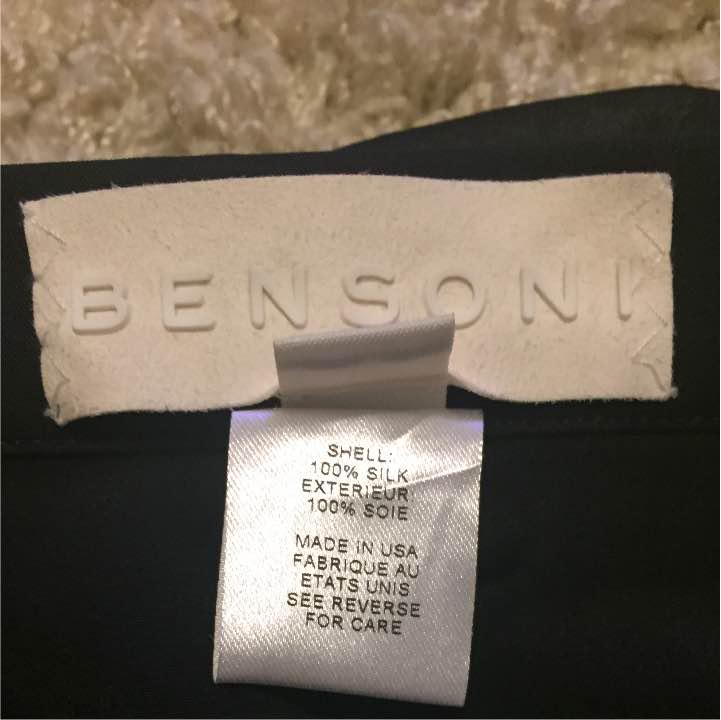 BENSONI
SHELL:
100% SILK
EXTERIEUR
100% SOIE
MADE IN USA
FABRIQUE AU
ETATS UNIS
SEE REVERSE
FOR CARE